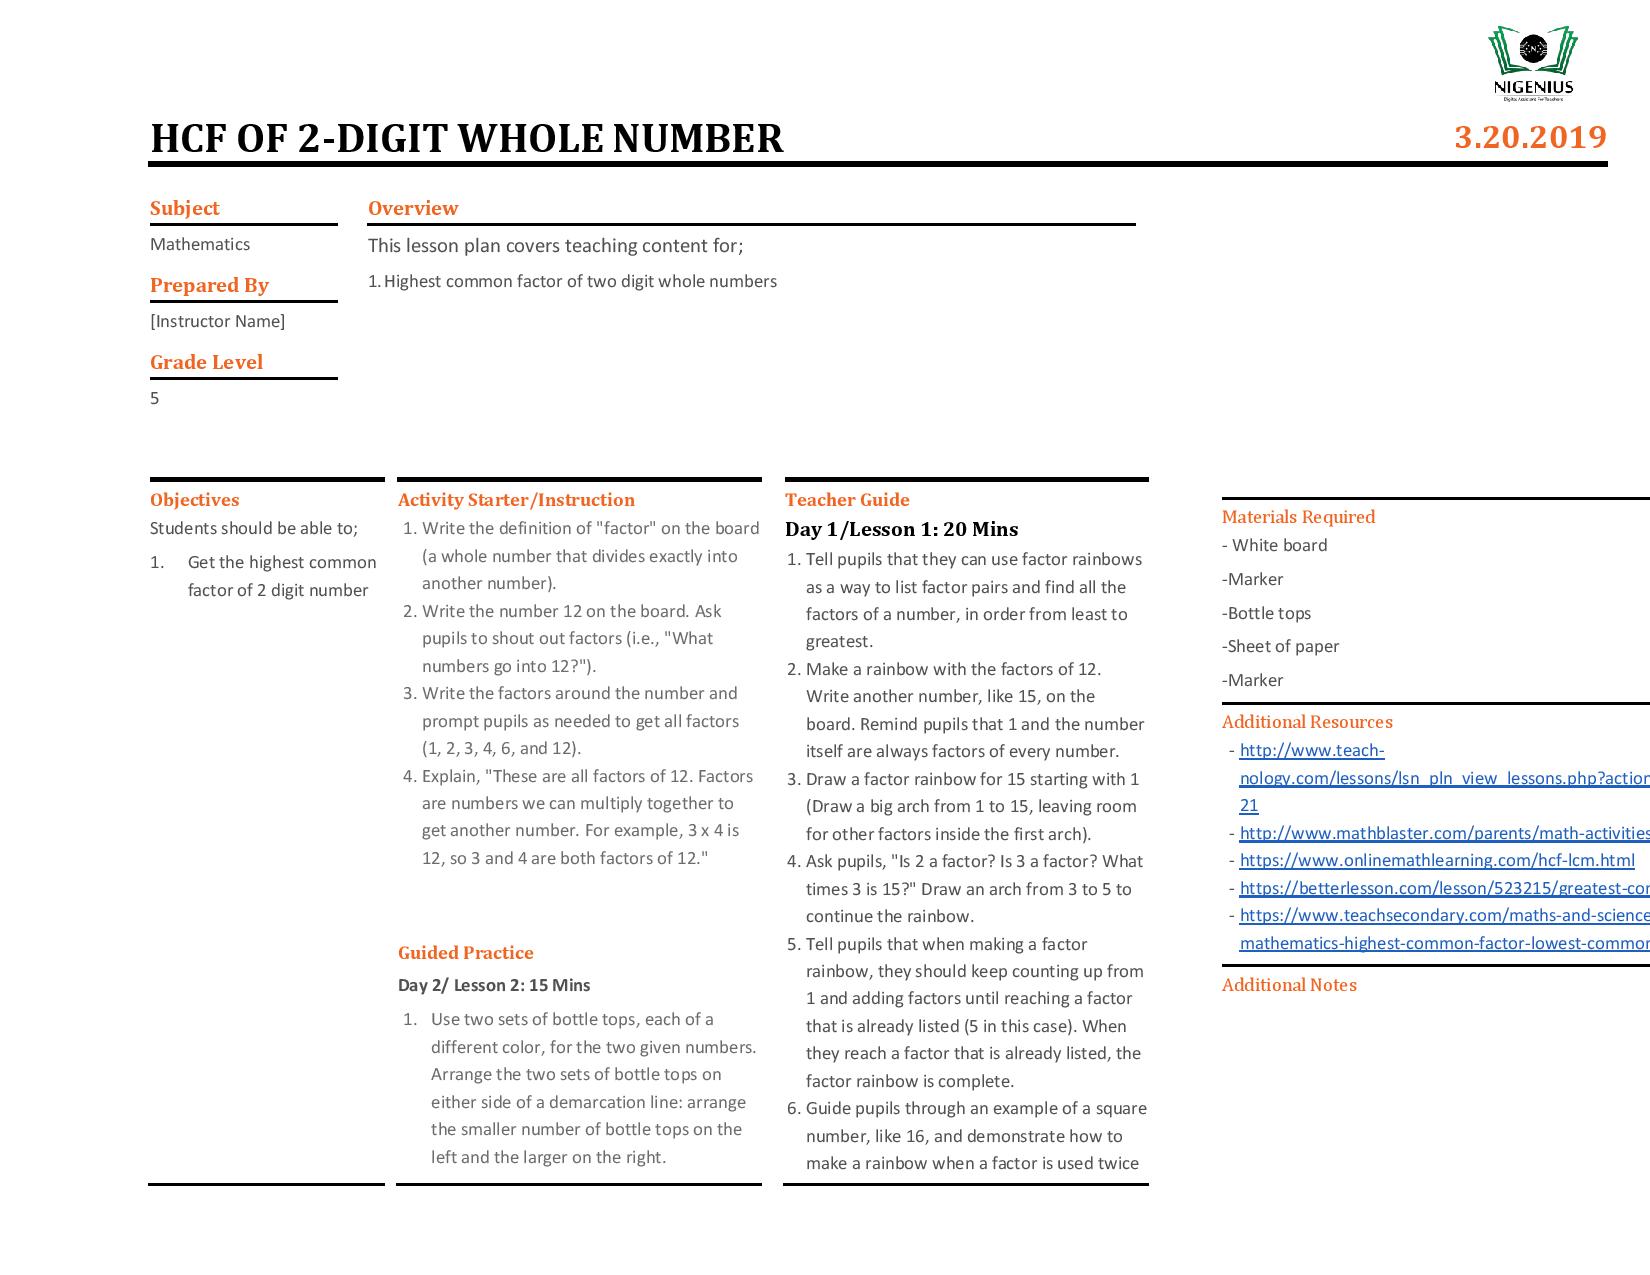 NIGENIUS
Digital Assistant For Teachers
HCF OF 2-DIGIT WHOLE NUMBER
3.20.2019
Subject
Mathematics
Prepared By
[Instructor Name]
Grade Level
5
Overview
This lesson plan covers teaching content for;
1. Highest common factor of two digit whole numbers
Objectives
Students should be able to;
1. Get the highest common
factor of 2 digit number
Activity Starter/Instruction
1. Write the definition of "factor" on the board
(a whole number that divides exactly into
another number).
2. Write the number 12 on the board. Ask
pupils to shout out factors (i.e., "What
numbers go into 12?").
3. Write the factors around the number and
prompt pupils as needed to get all factors
(1, 2, 3, 4, 6, and 12).
4. Explain, "These are all factors of 12. Factors
are numbers we can multiply together to
get another number. For example, 3 x 4 is
12, so 3 and 4 are both factors of 12."
Guided Practice
Day 2/ Lesson 2: 15 Mins
1. Use two sets of bottle tops, each of a
different color, for the two given numbers.
Arrange the two sets of bottle tops on
either side of a demarcation line: arrange
the smaller number of bottle tops on the
left and the larger on the right.
Teacher Guide
Day 1/Lesson 1: 20 Mins
1. Tell pupils that they can use factor rainbows
as a way to list factor pairs and find all the
factors of a number, in order from least to
greatest.
2. Make a rainbow with the factors of 12.
Write another number, like 15, on the
board. Remind pupils that 1 and the number
itself are always factors of every number.
3. Draw a factor rainbow for 15 starting with 1
(Draw a big arch from 1 to 15, leaving room
for other factors inside the first arch).
4. Ask pupils, "Is 2 a factor? Is 3 a factor? What
times 3 is 15?" Draw an arch from 3 to 5 to
continue the rainbow.
5. Tell pupils that when making a factor
rainbow, they should keep counting up from
1 and adding factors until reaching a factor
that is already listed (5 in this case). When
they reach a factor that is already listed, the
factor rainbow is complete.
6. Guide pupils through an example of a square
number, like 16, and demonstrate how to
make a rainbow when a factor is used twice
Materials Required
- White board
-Marker
-Bottle tops
-Sheet of paper
-Marker
Additional Resources
- http://www.teach-
nology.com/lessons/lsn_pln_view_lessons.php?action
21
- http://www.mathblaster.com/parents/math-activities
- https://www.onlinemathlearning.com/hcf-lcm.html
- https://betterlesson.com/lesson/523215/greatest-co
- https://www.teachsecondary.com/maths-and-science
mathematics-highest-common-factor-lowest-common
Additional Notes